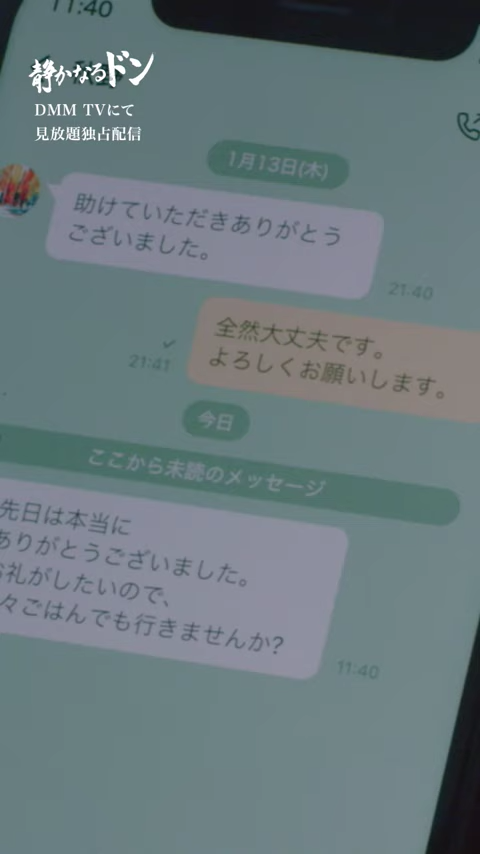 11:40
静かなるドン
DMM TVにて
見放題独占配信
1月13日(木)
助けていただきありがとう
ございました。
21:40
全然大丈夫です。
よろしくお願いします。
21:41
今日
ここから未読のメッセージ
先日は本当に
ありがとうございました。
お礼がしたいので、
々ごはんでも行きませんか?
11:40